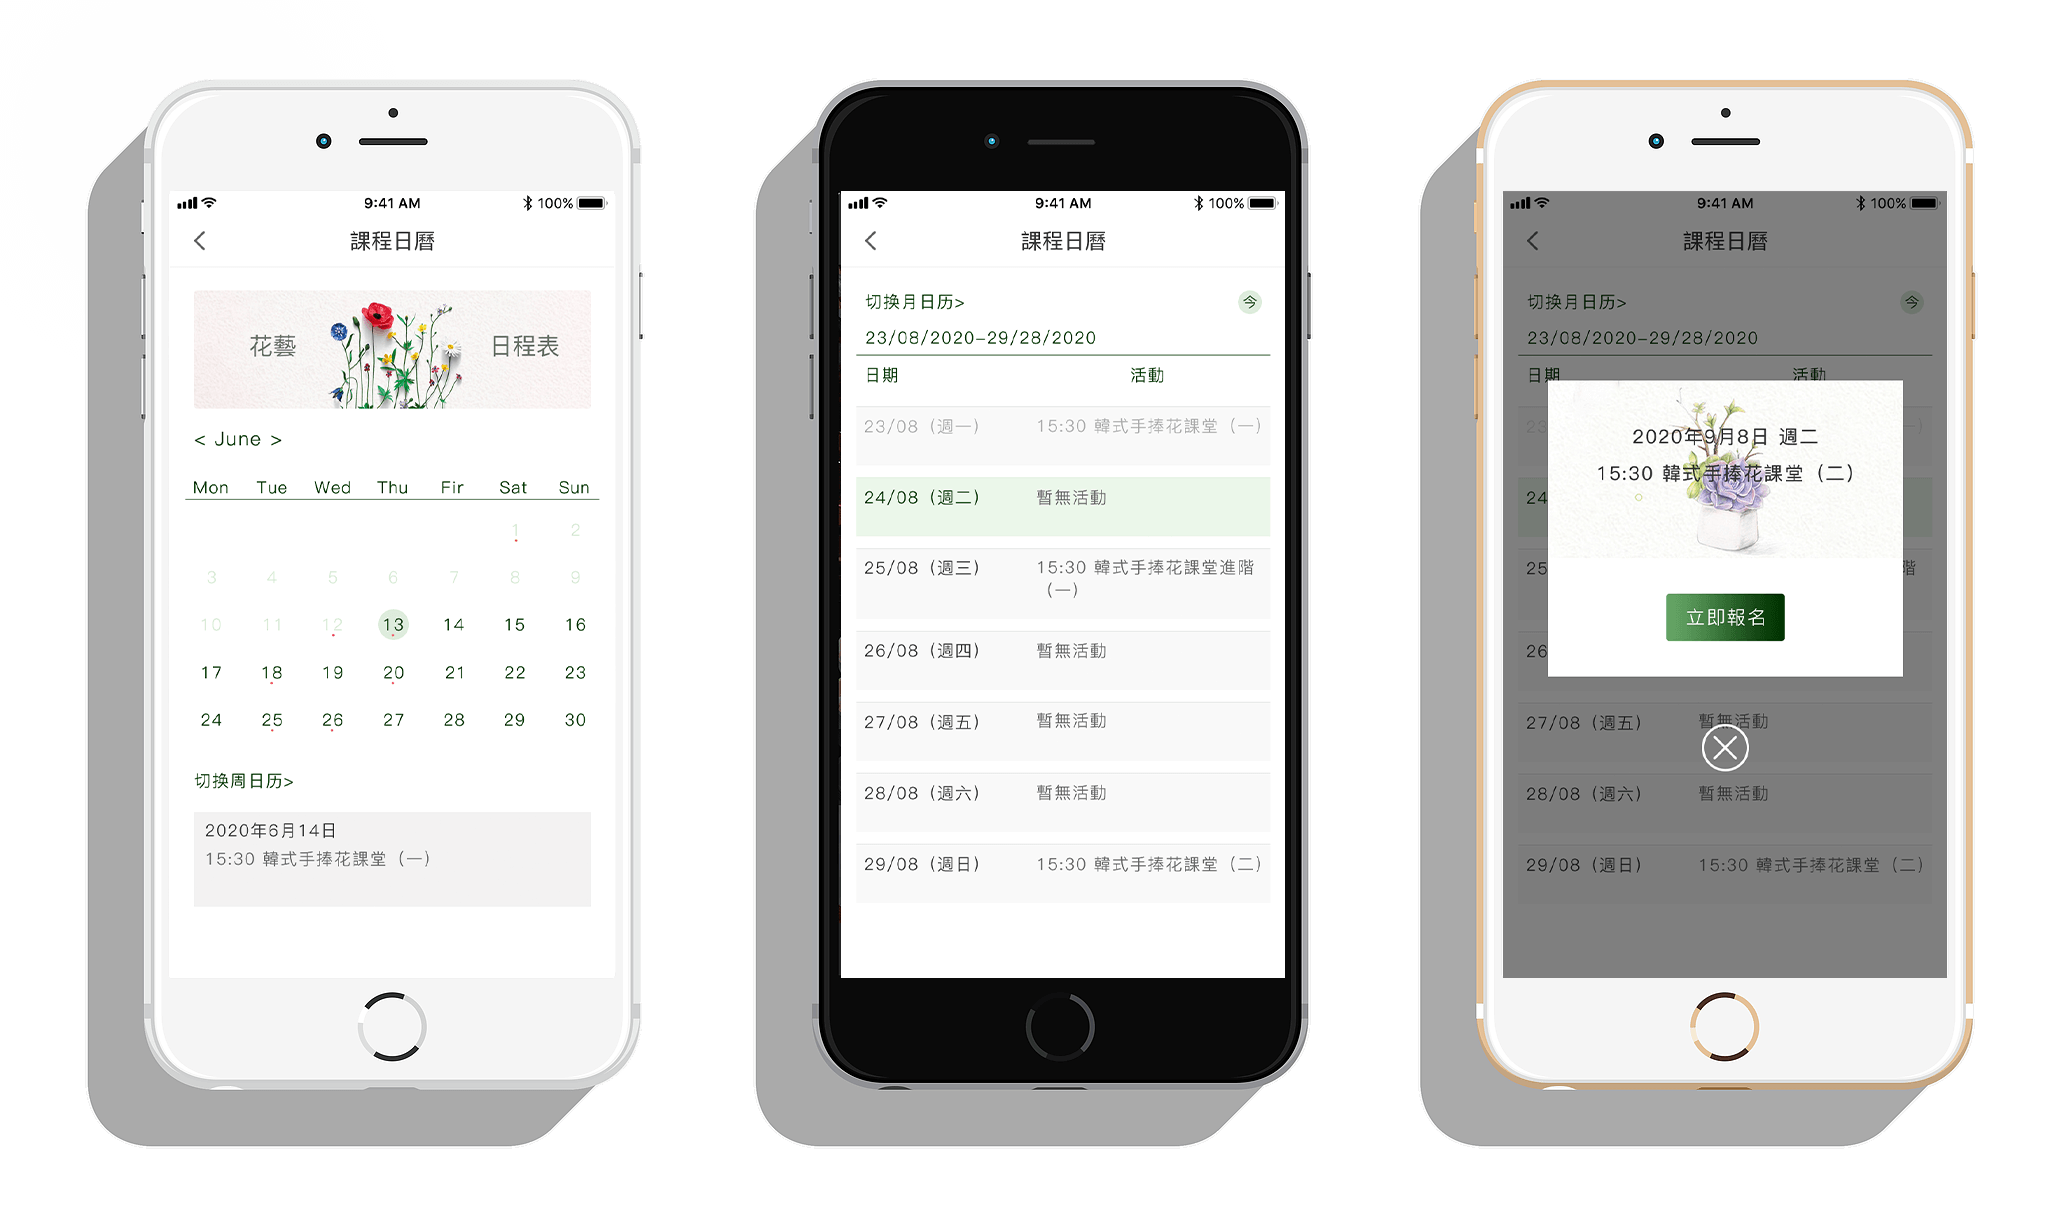 9:41 AM
100%
課程日曆
花藝
日程表
< June >
Mon Tue Wed Thu Fir Sat Sun
1 2
3 4 5 6 7 8 9
10 11 12 13 14 15 16
17 18 19 20 21 22 23
24 25 26 27 28 29 30
切换周日历>
2020年6月14日
15:30 韓式手捧花課堂（一）
9:41 AM
100%
課程日曆
切换月日历>
今
23/08/2020-29/28/2020
日期 活動
23/08（週一） 15:30 韓式手捧花課堂（一）
24/08（週二） 暫無活動
25/08（週三） 15:30 韓式手捧花課堂進階
（一）
26/08（週四） 暫無活動
27/08（週五） 暫無活動
28/08（週六） 暫無活動
29/08（週日） 15:30 韓式手捧花課堂（二）
9:41 AM
100%
課程日曆
切换月日历>
今
23/08/2020-29/28/2020
日期 活動
23
2020年9月8日 週二
15:30 韓式手捧花課堂（二）
24
25 階
立即報名
26
27/08（週五） 暫無活動
28/08（週六） 暫無活動
29/08（週日） 15:30 韓式手捧花課堂（二）